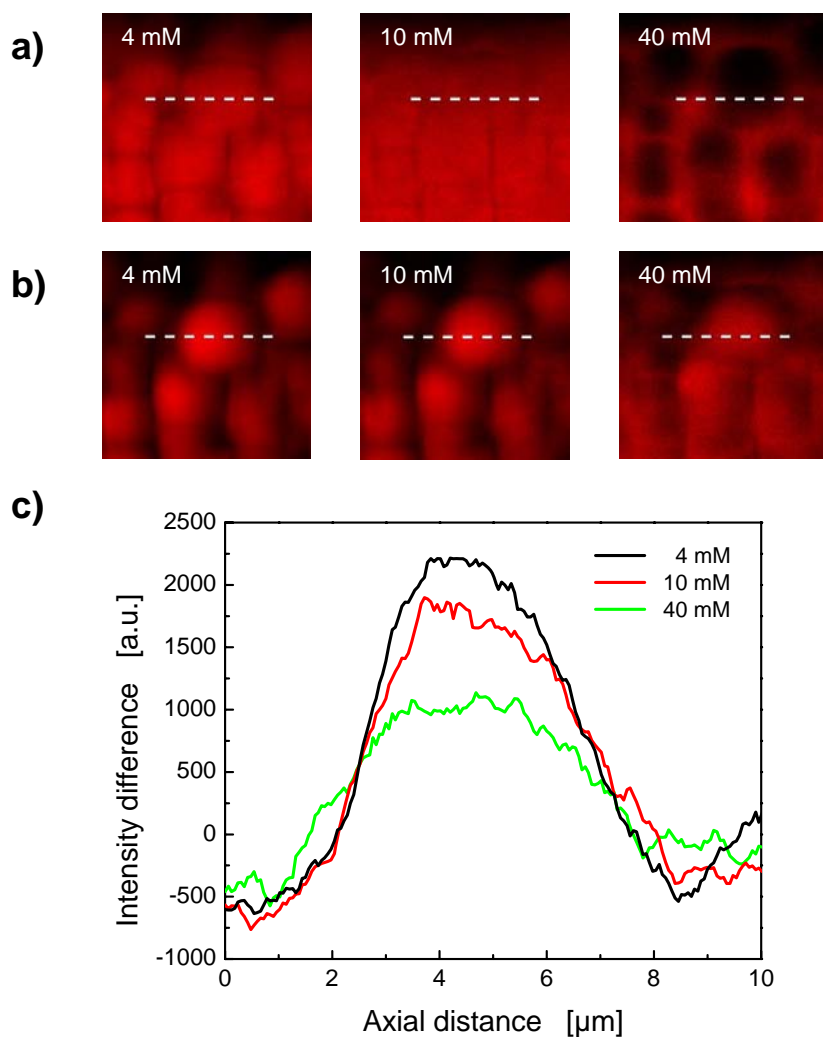 a)
4 mM
10 mM
40 mM
b)
4 mM
10 mM
40 mM
c)
2500
2000
1500
1000
500
0
-500
-1000
Intensity difference [a.u.]
4 mM
10 mM
40 mM
0 2 4 6 8 10
Axial distance [µm]